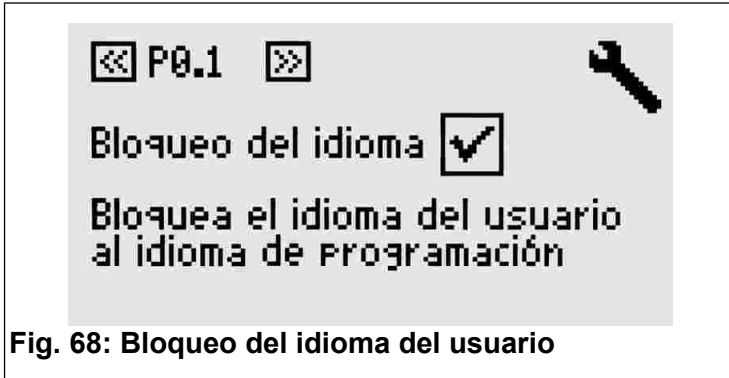 « P0.1 »
Bloqueo del idioma ✓
Bloquea el idioma del usuario
al idioma de programación
Fig. 68: Bloqueo del idioma del usuario